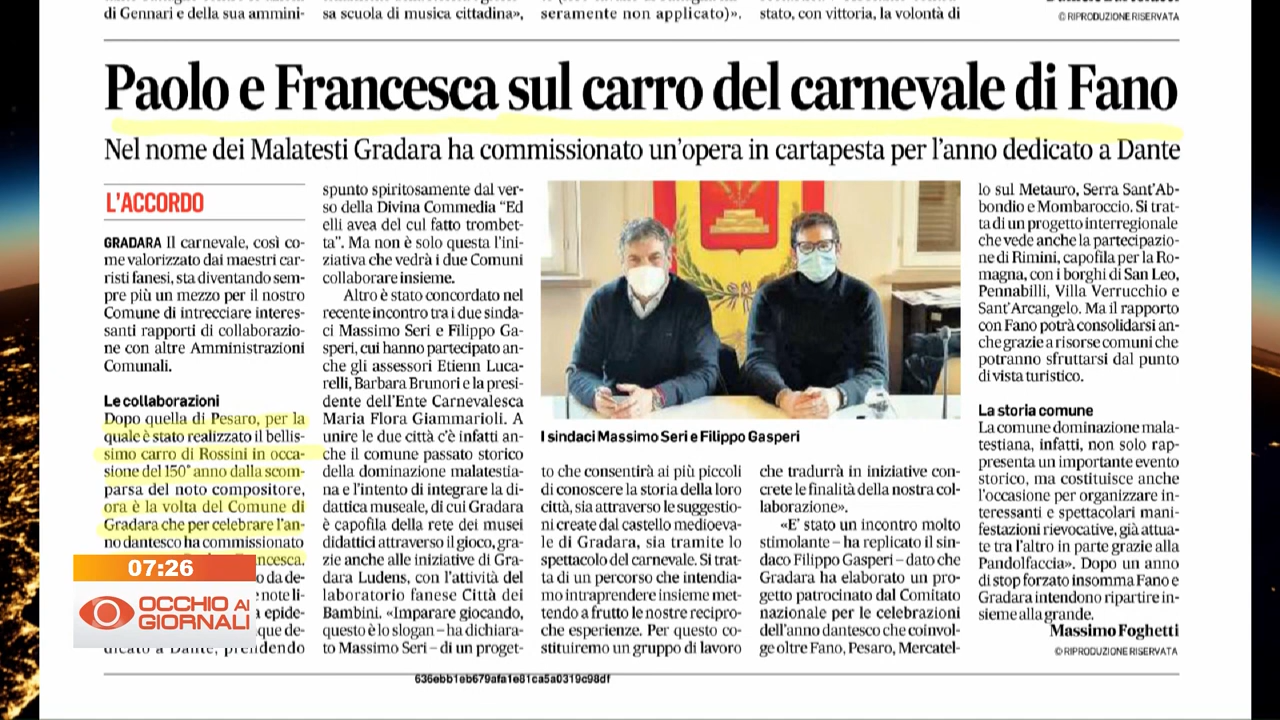 di Gennari e della sua ammini-
sa scuola di musica cittadina»,
seramente non applicato)».
stato, con vittoria, la volontà di
© RIPRODUZIONE RISERVATA
Paolo e Francesca sul carro del carnevale di Fano
Nel nome dei Malatesti Gradara ha commissionato un'opera in cartapesta per l'anno dedicato a Dante
L'ACCORDO
GRADARA Il carnevale, così co-
me valorizzato dai maestri car-
risti fanesi, sta diventando sem-
pre più un mezzo per il nostro
Comune di intrecciare interes-
santi rapporti di collaborazio-
ne con altre Amministrazioni
Comunali.
Le collaborazioni
Dopo quella di Pesaro, per la
quale è stato realizzato il bellis-
simo carro di Rossini in occa-
sione del 150° anno dalla scom-
parsa del noto compositore,
ora è la volta del Comune di
Gradara che per celebrare l'an-
no dantesco ha commissionato
ncesca.
o da de-
e note li-
a epide-
que de-
dicato a Dante, prendendo
spunto spiritosamente dal ver-
so della Divina Commedia “Ed
elli avea del cul fatto trombet-
ta”. Ma non è solo questa l'ini-
ziativa che vedrà i due Comuni
collaborare insieme.
Altro è stato concordato nel
recente incontro tra i due sinda-
ci Massimo Seri e Filippo Ga-
speri, cui hanno partecipato an-
che gli assessori Etienn Luca-
relli, Barbara Brunori e la presi-
dente dell'Ente Carnevalesca
Maria Flora Giammarioli. A
unire le due città c'è infatti an-
che il comune passato storico
della dominazione malatestia-
na e l'intento di integrare la di-
dattica museale, di cui Gradara
è capofila della rete dei musei
didattici attraverso il gioco, gra-
zie anche alle iniziative di Gra-
dara Ludens, con l'attività del
laboratorio fanese Città dei
Bambini. «Imparare giocando,
questo è lo slogan – ha dichiara-
to Massimo Seri – di un proget-
I sindaci Massimo Seri e Filippo Gasperi
to che consentirà ai più piccoli
di conoscere la storia della loro
città, sia attraverso le suggestio-
ni create dal castello medioeva-
le di Gradara, sia tramite lo
spettacolo del carnevale. Si trat-
ta di un percorso che intendia-
mo intraprendere insieme met-
tendo a frutto le nostre recipro-
che esperienze. Per questo co-
stituiremo un gruppo di lavoro
che tradurrà in iniziative con-
crete le finalità della nostra col-
laborazione».
«E' stato un incontro molto
stimolante – ha replicato il sin-
daco Filippo Gasperi – dato che
Gradara ha elaborato un pro-
getto patrocinato dal Comitato
nazionale per le celebrazioni
dell'anno dantesco che coinvol-
ge oltre Fano, Pesaro, Mercatel-
lo sul Metauro, Serra Sant'Ab-
bondio e Mombaroccio. Si trat-
ta di un progetto interregionale
che vede anche la partecipazio-
ne di Rimini, capofila per la Ro-
magna, con i borghi di San Leo,
Pennabilli, Villa Verrucchio e
Sant'Arcangelo. Ma il rapporto
con Fano potrà consolidarsi an-
che grazie a risorse comuni che
potranno sfruttarsi dal punto
di vista turistico.
La storia comune
La comune dominazione mala-
testiana, infatti, non solo rap-
presenta un importante evento
storico, ma costituisce anche
l'occasione per organizzare in-
teressanti e spettacolari mani-
festazioni rievocative, già attua-
te tra l'altro in parte grazie alla
Pandolfaccia». Dopo un anno
di stop forzato insomma Fano e
Gradara intendono ripartire in-
sieme alla grande.
Massimo Foghetti
© RIPRODUZIONE RISERVATA
07:26
OCCHIO AI
GIORNALI
636ebb1eb679afa1e81ca5a0319c98df